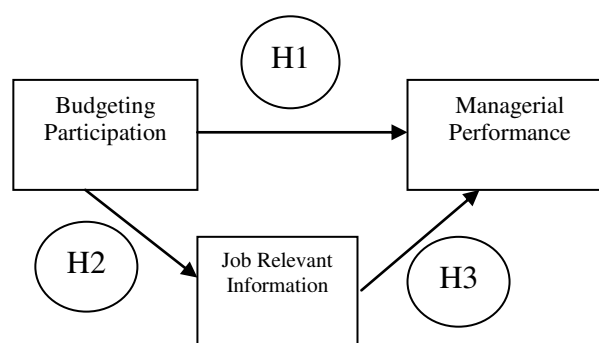 H1
Budgeting
Participation
Managerial
Performance
H2
Job Relevant
Information
H3